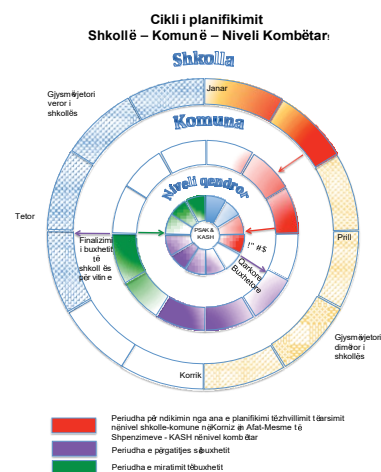 Cikli i planifikimit
Shkollë – Komunë – Niveli Kombëtar
Shkolla
Gjysmëvjetori
veror i
shkollës
Janar
Komuna
Niveli qendror
PSAK &
KASH
Tetor
Finalizimi
i buxhetit
të
shkollës
për vitin e
!" #$
Qarkore
Buxhetore
Prill
Gjysmëvjetori
dimëror i
shkollës
Korrik
Periudha për ndikimin nga ana e planifikimi të zhvillimit të arsimit
në nivel shkolle-komune në Kornizën Afat-Mesme të
Shpenzimeve - KASH në nivel kombëtar
Periudha e përgatitjes së buxhetit
Periudha e miratimit të buxhetit